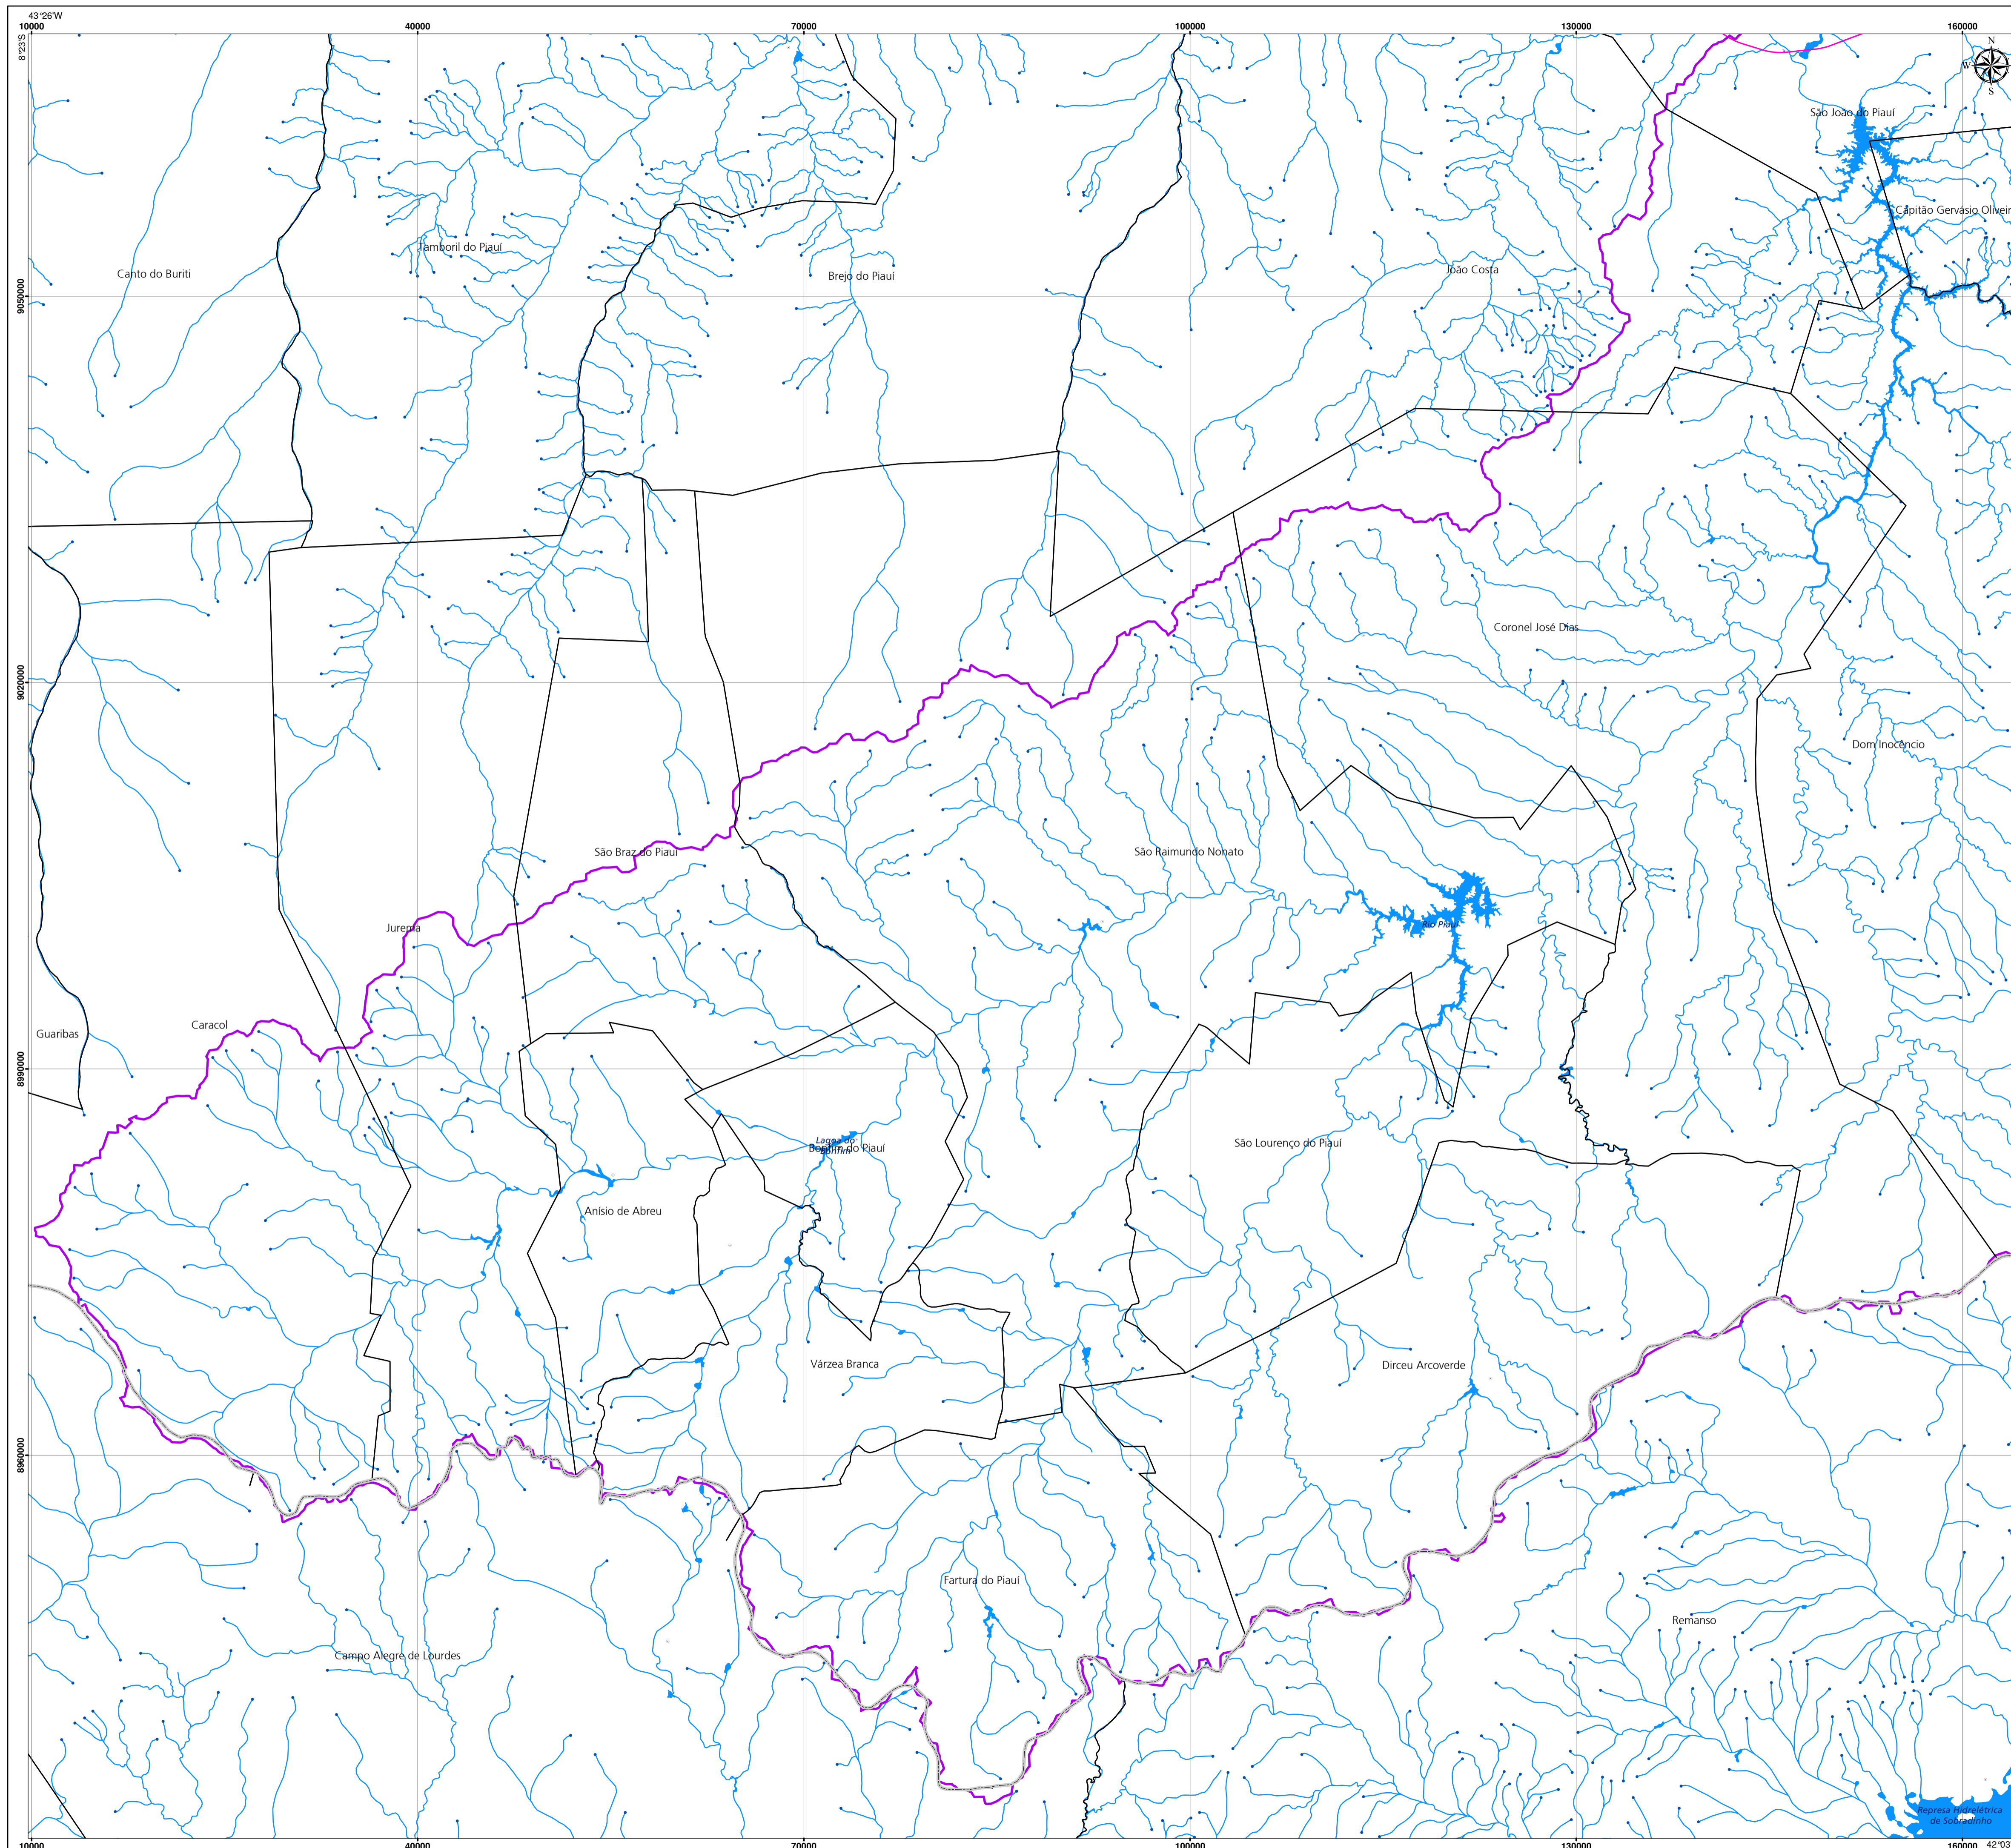 43°26'W
10000
40000
70000
100000
130000
160000
8°23'S
N
W
S
São João do Piauí
Capitão Gervásio Oliveir
Tamboril do Piauí
Canto do Buriti
Brejo do Piauí
João Costa
9050000
Coronel José Dias
9020000
Dom Inocêncio
São Braz do Piauí
São Raimundo Nonato
Rio Piauí
Jurema
Caracol
Guaribas
8990000
Lagoa do
Bonfim
Bonfim do Piauí
São Lourenço do Piauí
Anísio de Abreu
Várzea Branca
Dirceu Arcoverde
8960000
Fartura do Piauí
Remanso
Campo Alegre de Lourdes
Represa Hidrelétrica
de Sobradinho
10000
40000
70000
100000
130000
160000
42°03